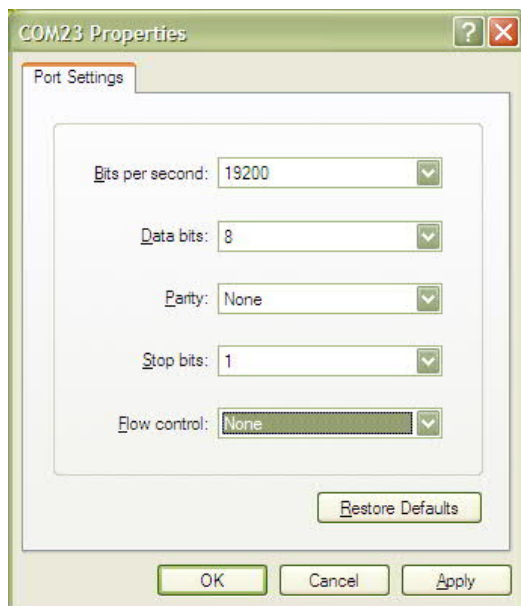 COM23 Properties
Port Settings
Bits per second: 19200
Data bits: 8
Parity: None
Stop bits: 1
Flow control: None
Restore Defaults
OK Cancel Apply